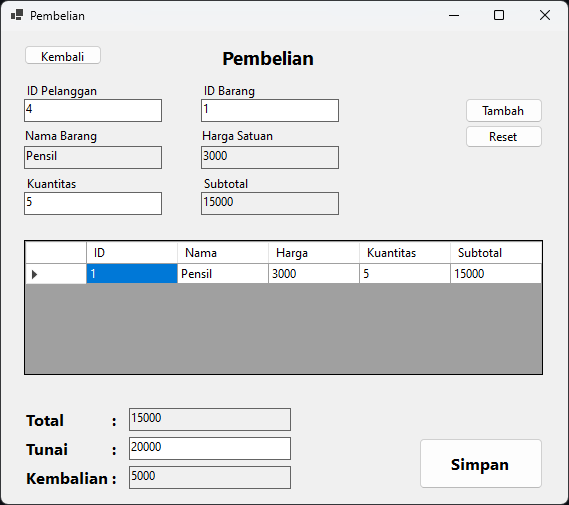 Pembelian
Kembali
Pembelian
ID Pelanggan
ID Barang
4
1
Tambah
Nama Barang
Harga Satuan
Reset
Pensil
3000
Kuantitas
Subtotal
5
15000
ID Nama Harga Kuantitas Subtotal
1 Pensil 3000 5 15000
Total : 15000
Tunai : 20000
Kembalian : 5000
Simpan